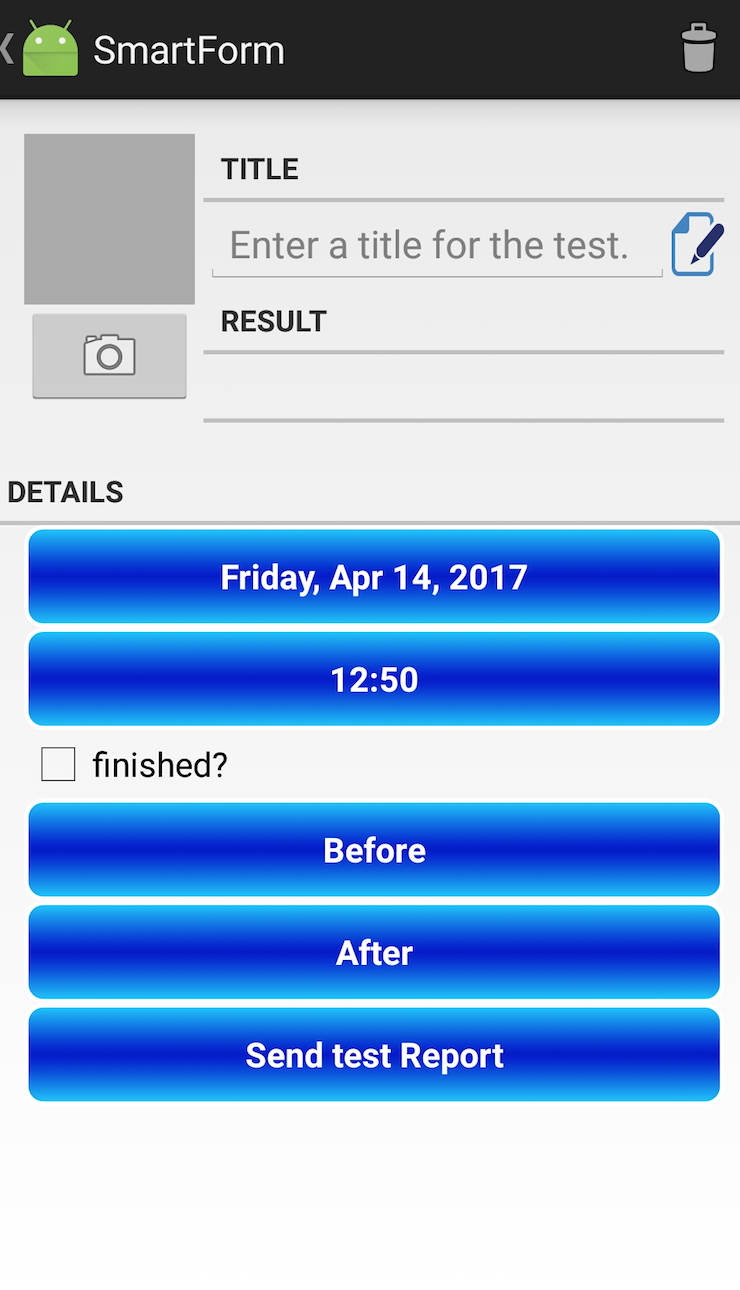 SmartForm
TITLE
Enter a title for the test.
RESULT
DETAILS
Friday, Apr 14, 2017
12:50
finished?
Before
After
Send test Report